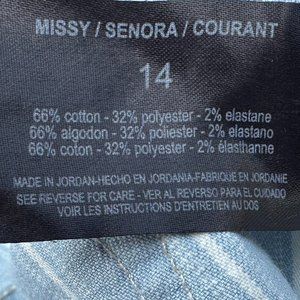 MISSY / SENORA / COURANT
14
66% cotton - 32% polyester - 2% elastane
66% algodon - 32% poliester - 2% elastano
66% coton - 32% polyester - 2% élasthanne
MADE IN JORDAN-HECHO EN JORDANIA-FABRIQUE EN JORDANIE
SEE REVERSE FOR CARE - VER AL REVERSO PARA EL CUIDADO
VOIR LES INSTRUCTIONS D'ENTRETIEN AU DOS